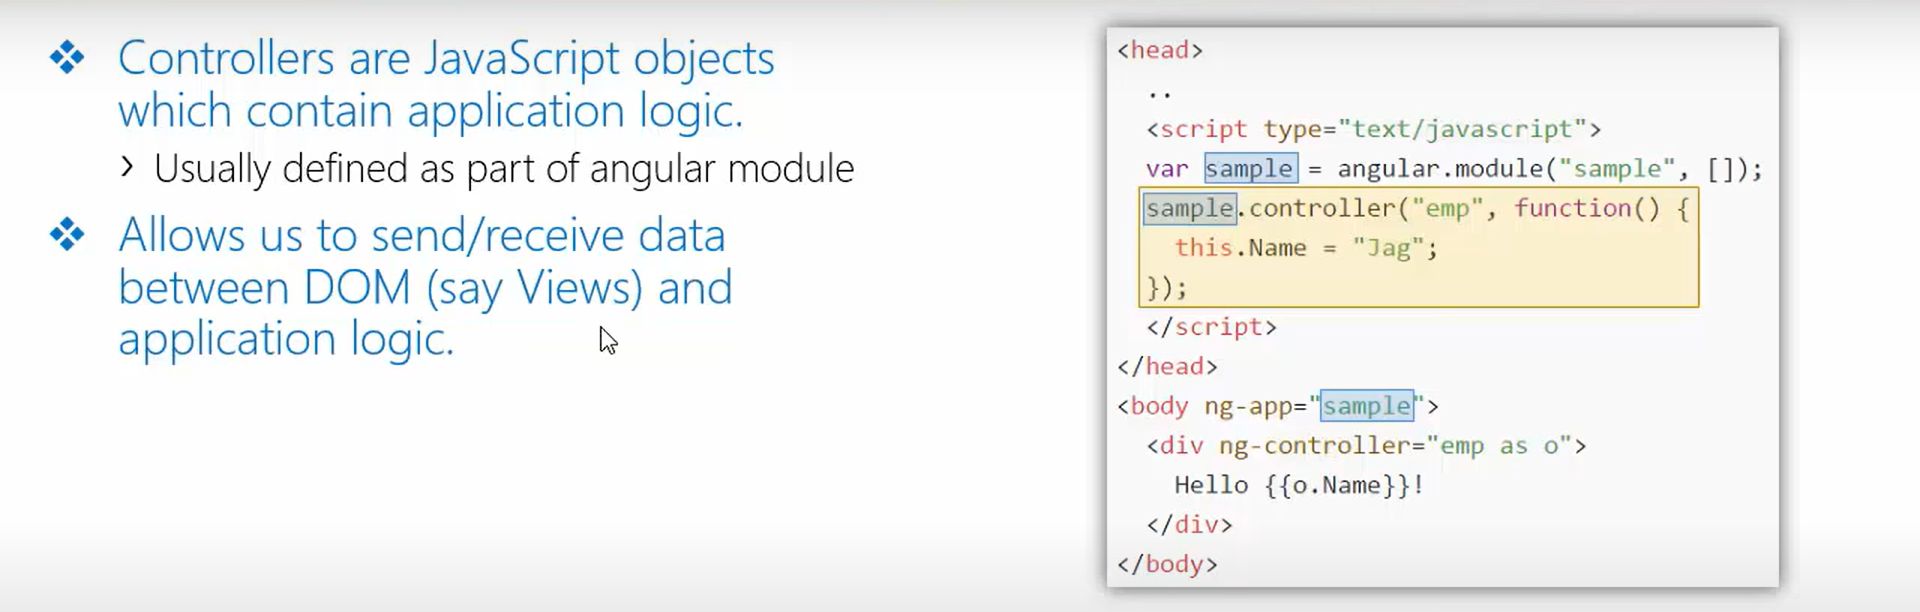 ❖ Controllers are JavaScript objects
which contain application logic.
› Usually defined as part of angular module
❖ Allows us to send/receive data
between DOM (say Views) and
application logic.
<head>
..
<script type="text/javascript">
var sample = angular.module("sample", []);
sample.controller("emp", function() {
this.Name = "Jag";
});
</script>
</head>
<body ng-app="sample">
<div ng-controller="emp as o">
Hello {{o.Name}}!
</div>
</body>